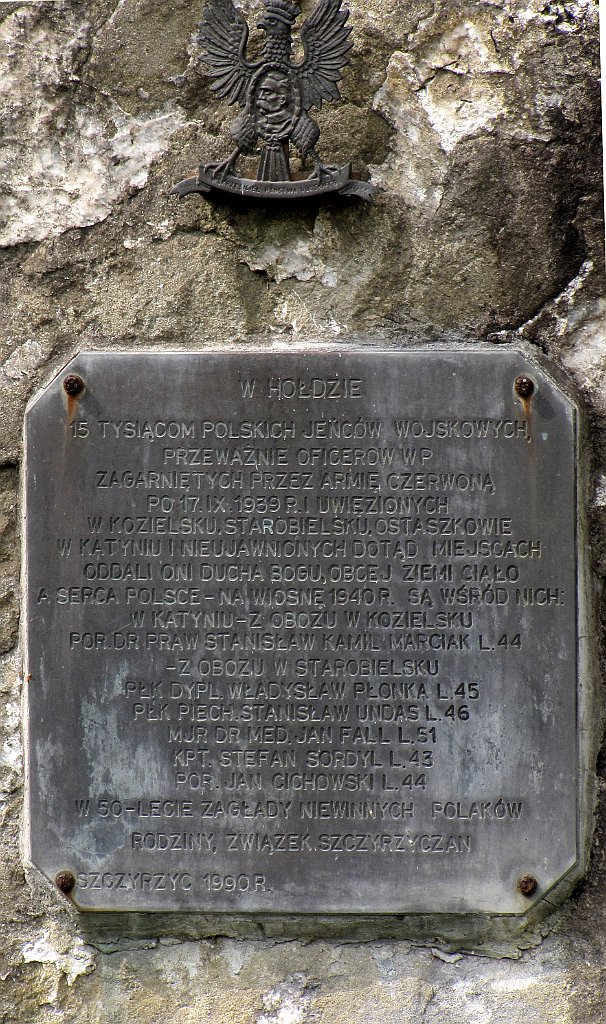 W HOŁDZIE
15 TYSIĄCOM POLSKICH JEŃCÓW WOJSKOWYCH,
PRZEWAŻNIE OFICERÓW WP
ZAGARNIĘTYCH PRZEZ ARMIĘ CZERWONĄ
PO 17.IX.1939 R. I UWIĘZIONYCH
W KOZIELSKU, STAROBIELSKU, OSTASZKOWIE
W KATYNIU I NIEUJAWNIONYCH DOTĄD MIEJSCACH
ODDALI ONI DUCHA BOGU, OBCEJ ZIEMI CIAŁO
A SERCA POLSCE - NA WIOSNĘ 1940 R. SĄ WŚRÓD NICH:
W KATYNIU - Z OBOZU W KOZIELSKU
POR. DR PRAW STANISŁAW KAMIL MARCIAK L.44
- Z OBOZU W STAROBIELSKU
PŁK DYPL. WŁADYSŁAW PŁONKA L.45
PŁK PIECH. STANISŁAW UNDAS L.46
MJR DR MED. JAN FALL L.51
KPT. STEFAN SORDYL L.43
POR. JAN CICHOWSKI L.44
W 50-LECIE ZAGŁADY NIEWINNYCH POLAKÓW
RODZINY, ZWIĄZEK SZCZYRZYCZAN
SZCZYRZYC 1990 R.